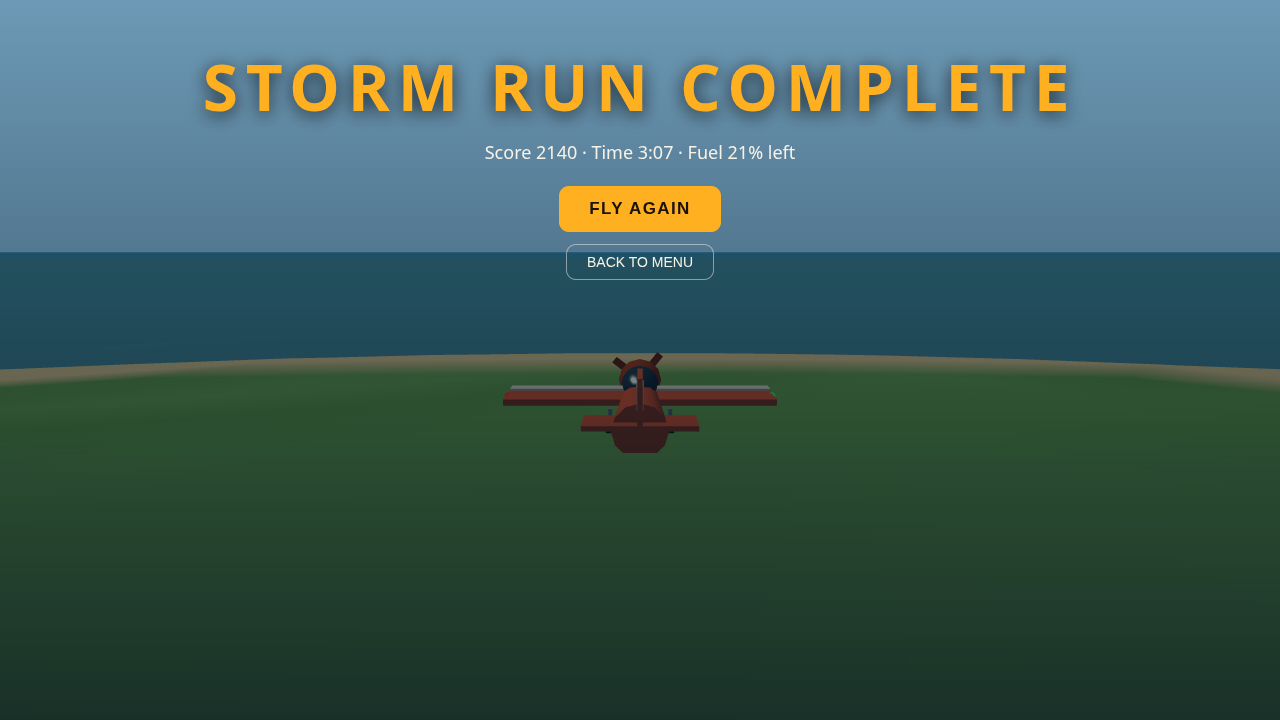 STORM RUN COMPLETE
Score 2140 · Time 3:07 · Fuel 21% left
FLY AGAIN
BACK TO MENU